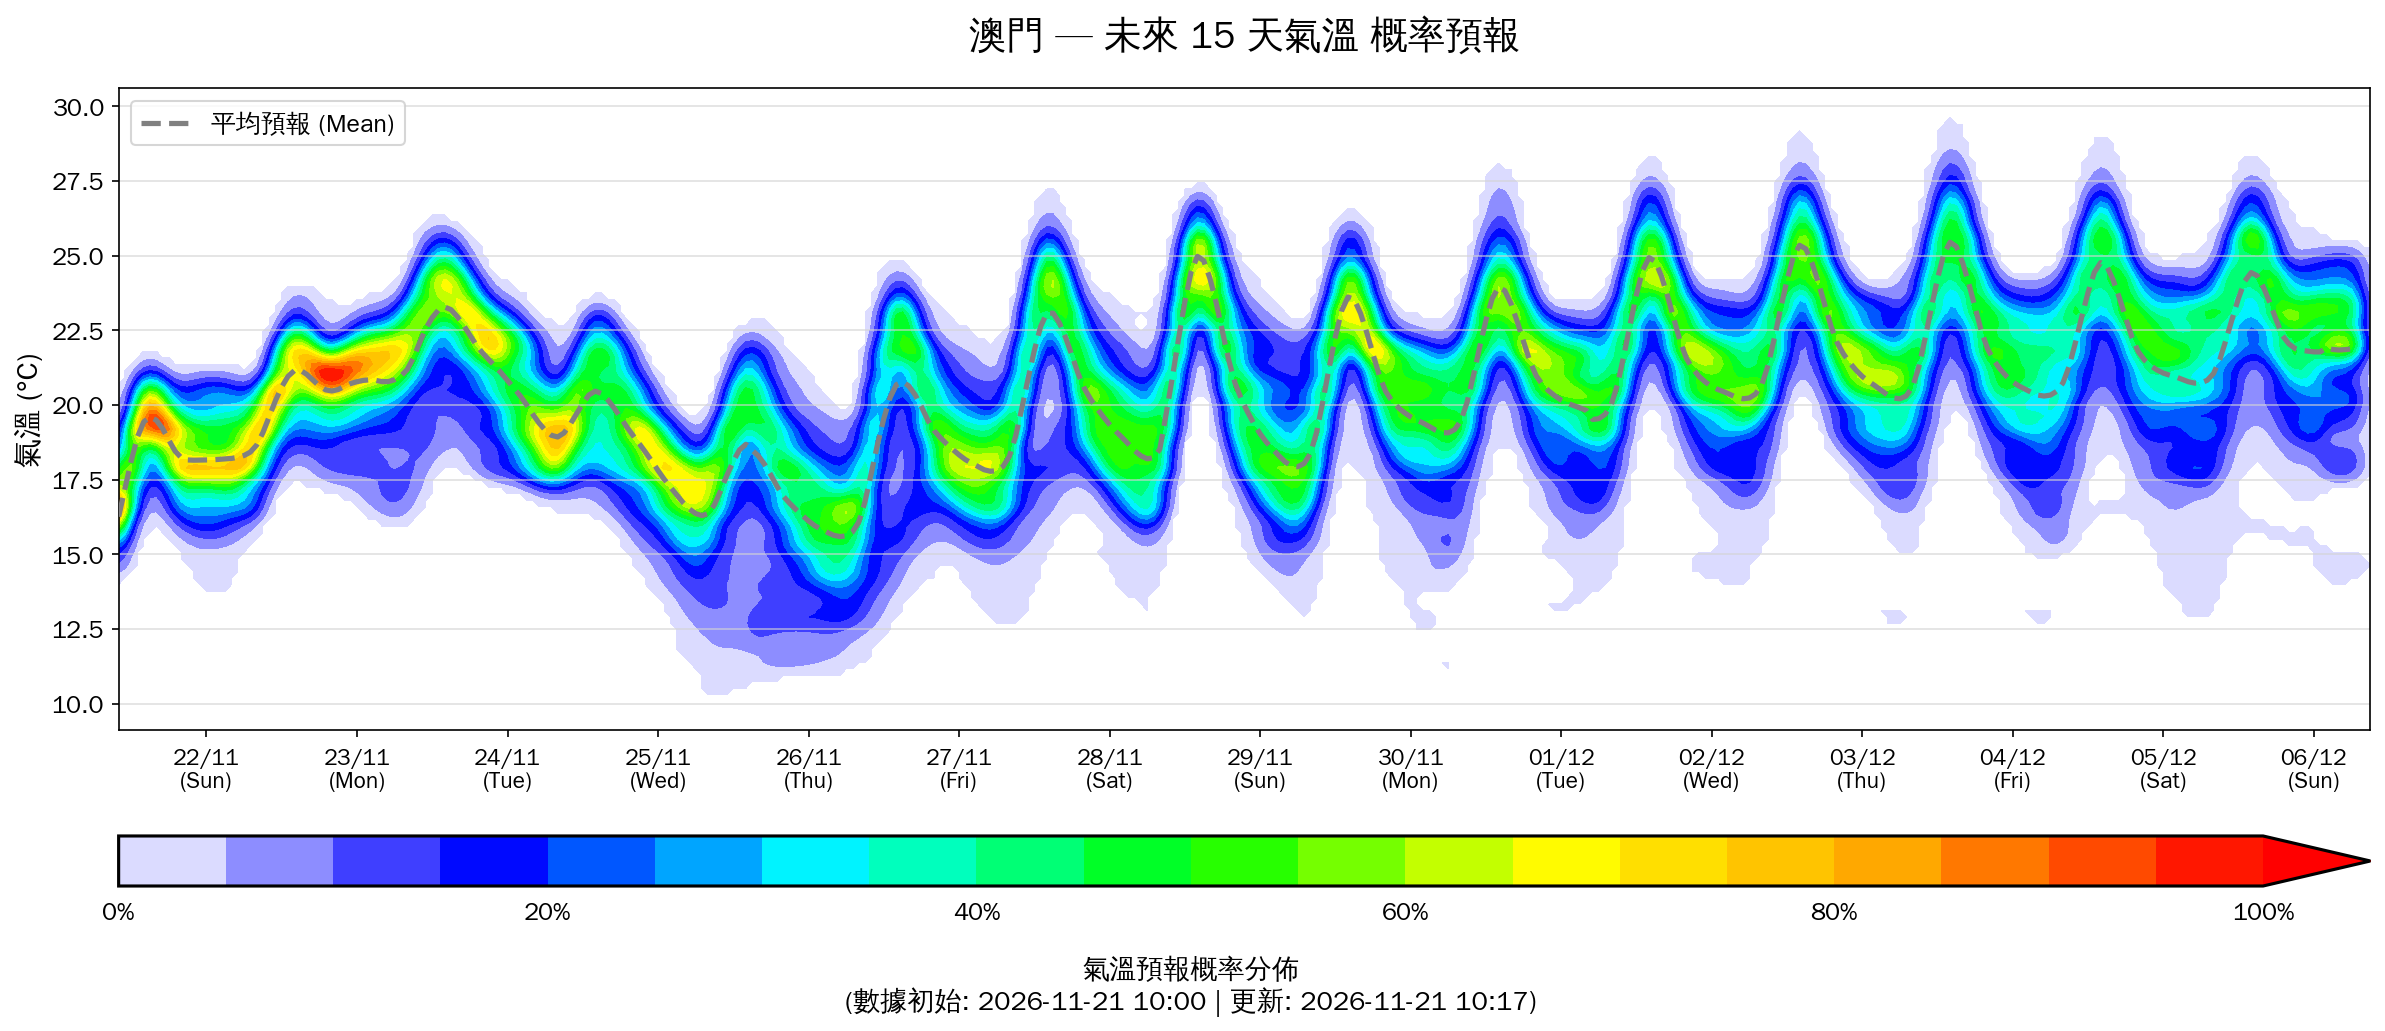 澳門 — 未來 15 天氣溫 概率預報
平均預報 (Mean)
氣溫 (°C)
30.0
27.5
25.0
22.5
20.0
17.5
15.0
12.5
10.0
22/11 23/11 24/11 25/11 26/11 27/11 28/11 29/11 30/11 01/12 02/12 03/12 04/12 05/12 06/12
(Sun) (Mon) (Tue) (Wed) (Thu) (Fri) (Sat) (Sun) (Mon) (Tue) (Wed) (Thu) (Fri) (Sat) (Sun)
0% 20% 40% 60% 80% 100%
氣溫預報概率分佈
(數據初始: 2026-11-21 10:00 | 更新: 2026-11-21 10:17)